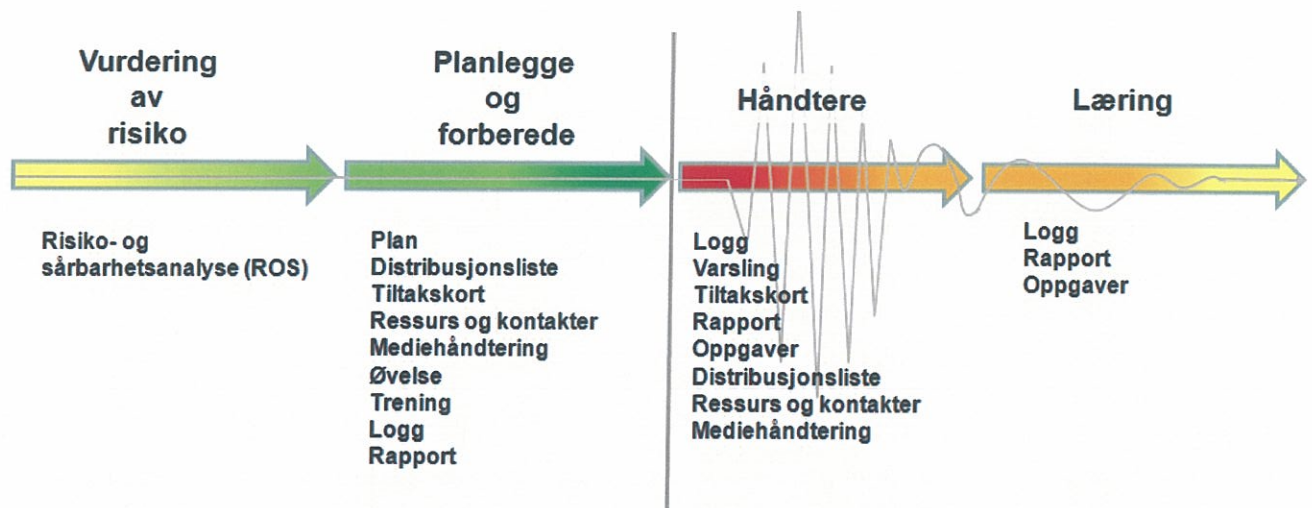 Vurdering
av
risiko
Planlegge
og
forberede
Håndtere
Læring
Risiko- og
sårbarhetsanalyse (ROS)
Plan
Distribusjonsliste
Tiltakskort
Ressurs og kontakter
Mediehåndtering
Øvelse
Trening
Logg
Rapport
Logg
Varsling
Tiltakskort
Rapport
Oppgaver
Distribusjonsliste
Ressurs og kontakter
Mediehåndtering
Logg
Rapport
Oppgaver